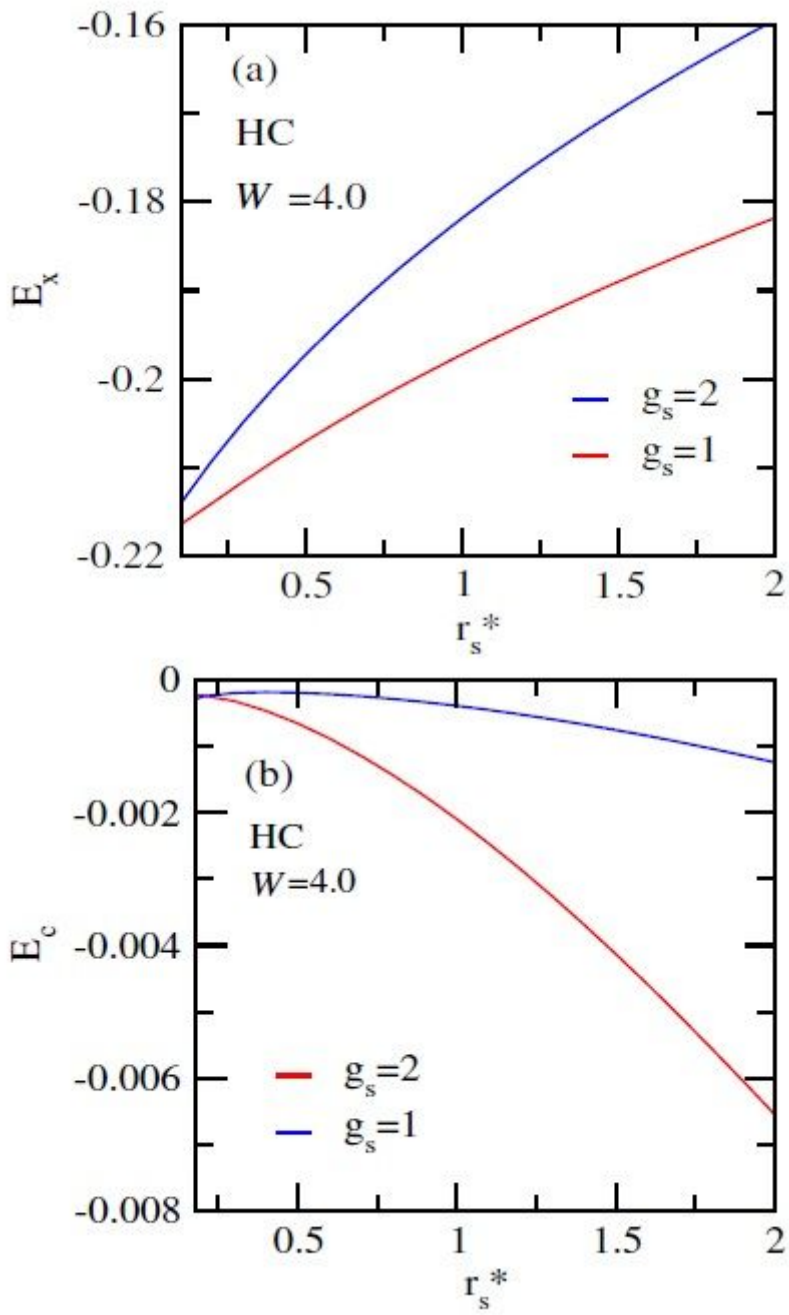 -0.16
(a)
HC
W =4.0
-0.18
E_x
-0.2
g_s=2
g_s=1
-0.22
0.5 1 1.5 2
r_s*
0
(b)
-0.002
HC
W=4.0
E_c
-0.004
-0.006
g_s=2
g_s=1
-0.008
0.5 1 1.5 2
r_s*